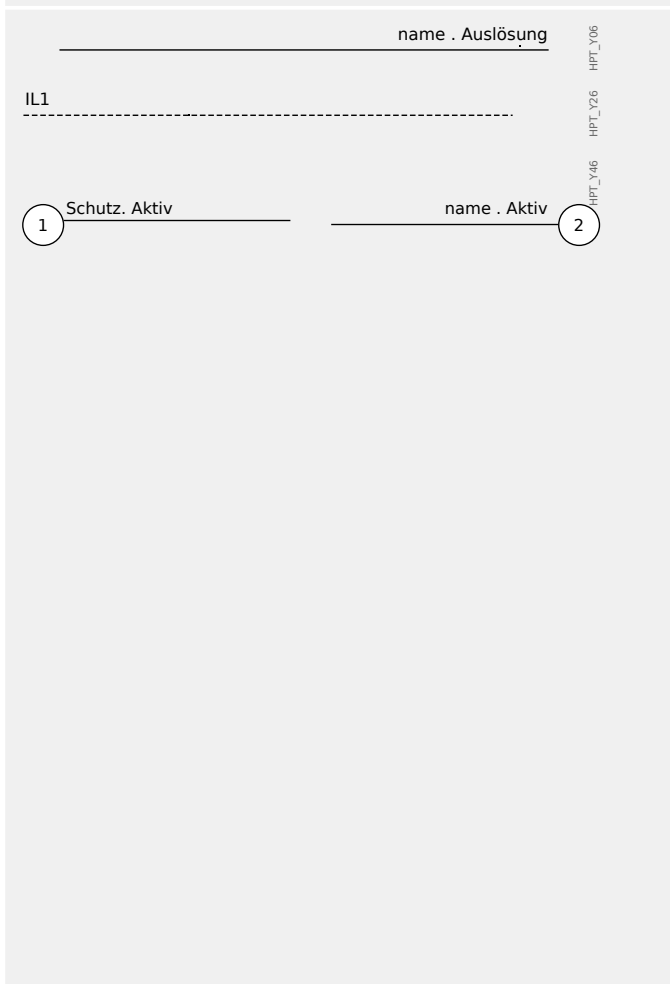 name . Auslösung
HPT_Y06
IL1
HPT_Y26
HPT_Y46
1
Schutz. Aktiv
name . Aktiv
2